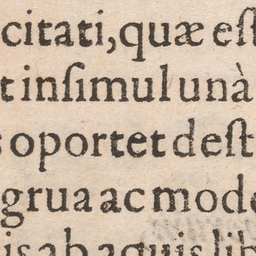 citati, quæ eſt
t inſimul unà
s oportet deſt
grua ac mode
is ab aquis lib